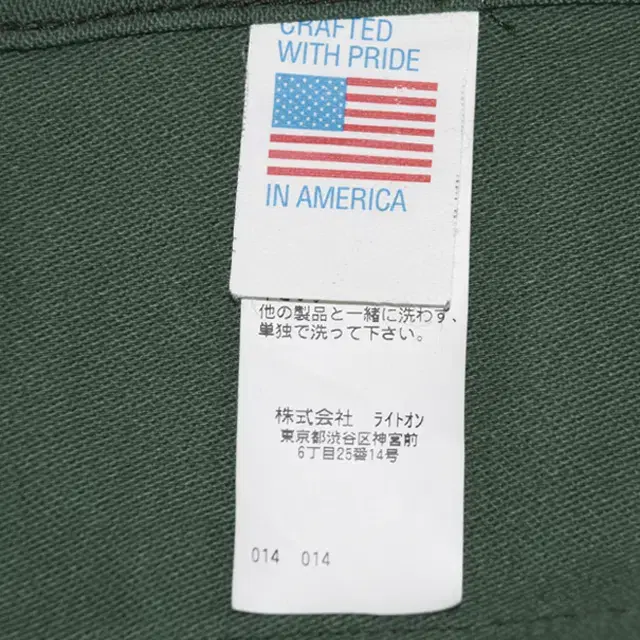 CRAFTED
WITH PRIDE
IN AMERICA
他の製品と一緒に洗わず、
単独で洗って下さい。
株式会社 ライトオン
東京都渋谷区神宮前
6丁目25番14号
014 014